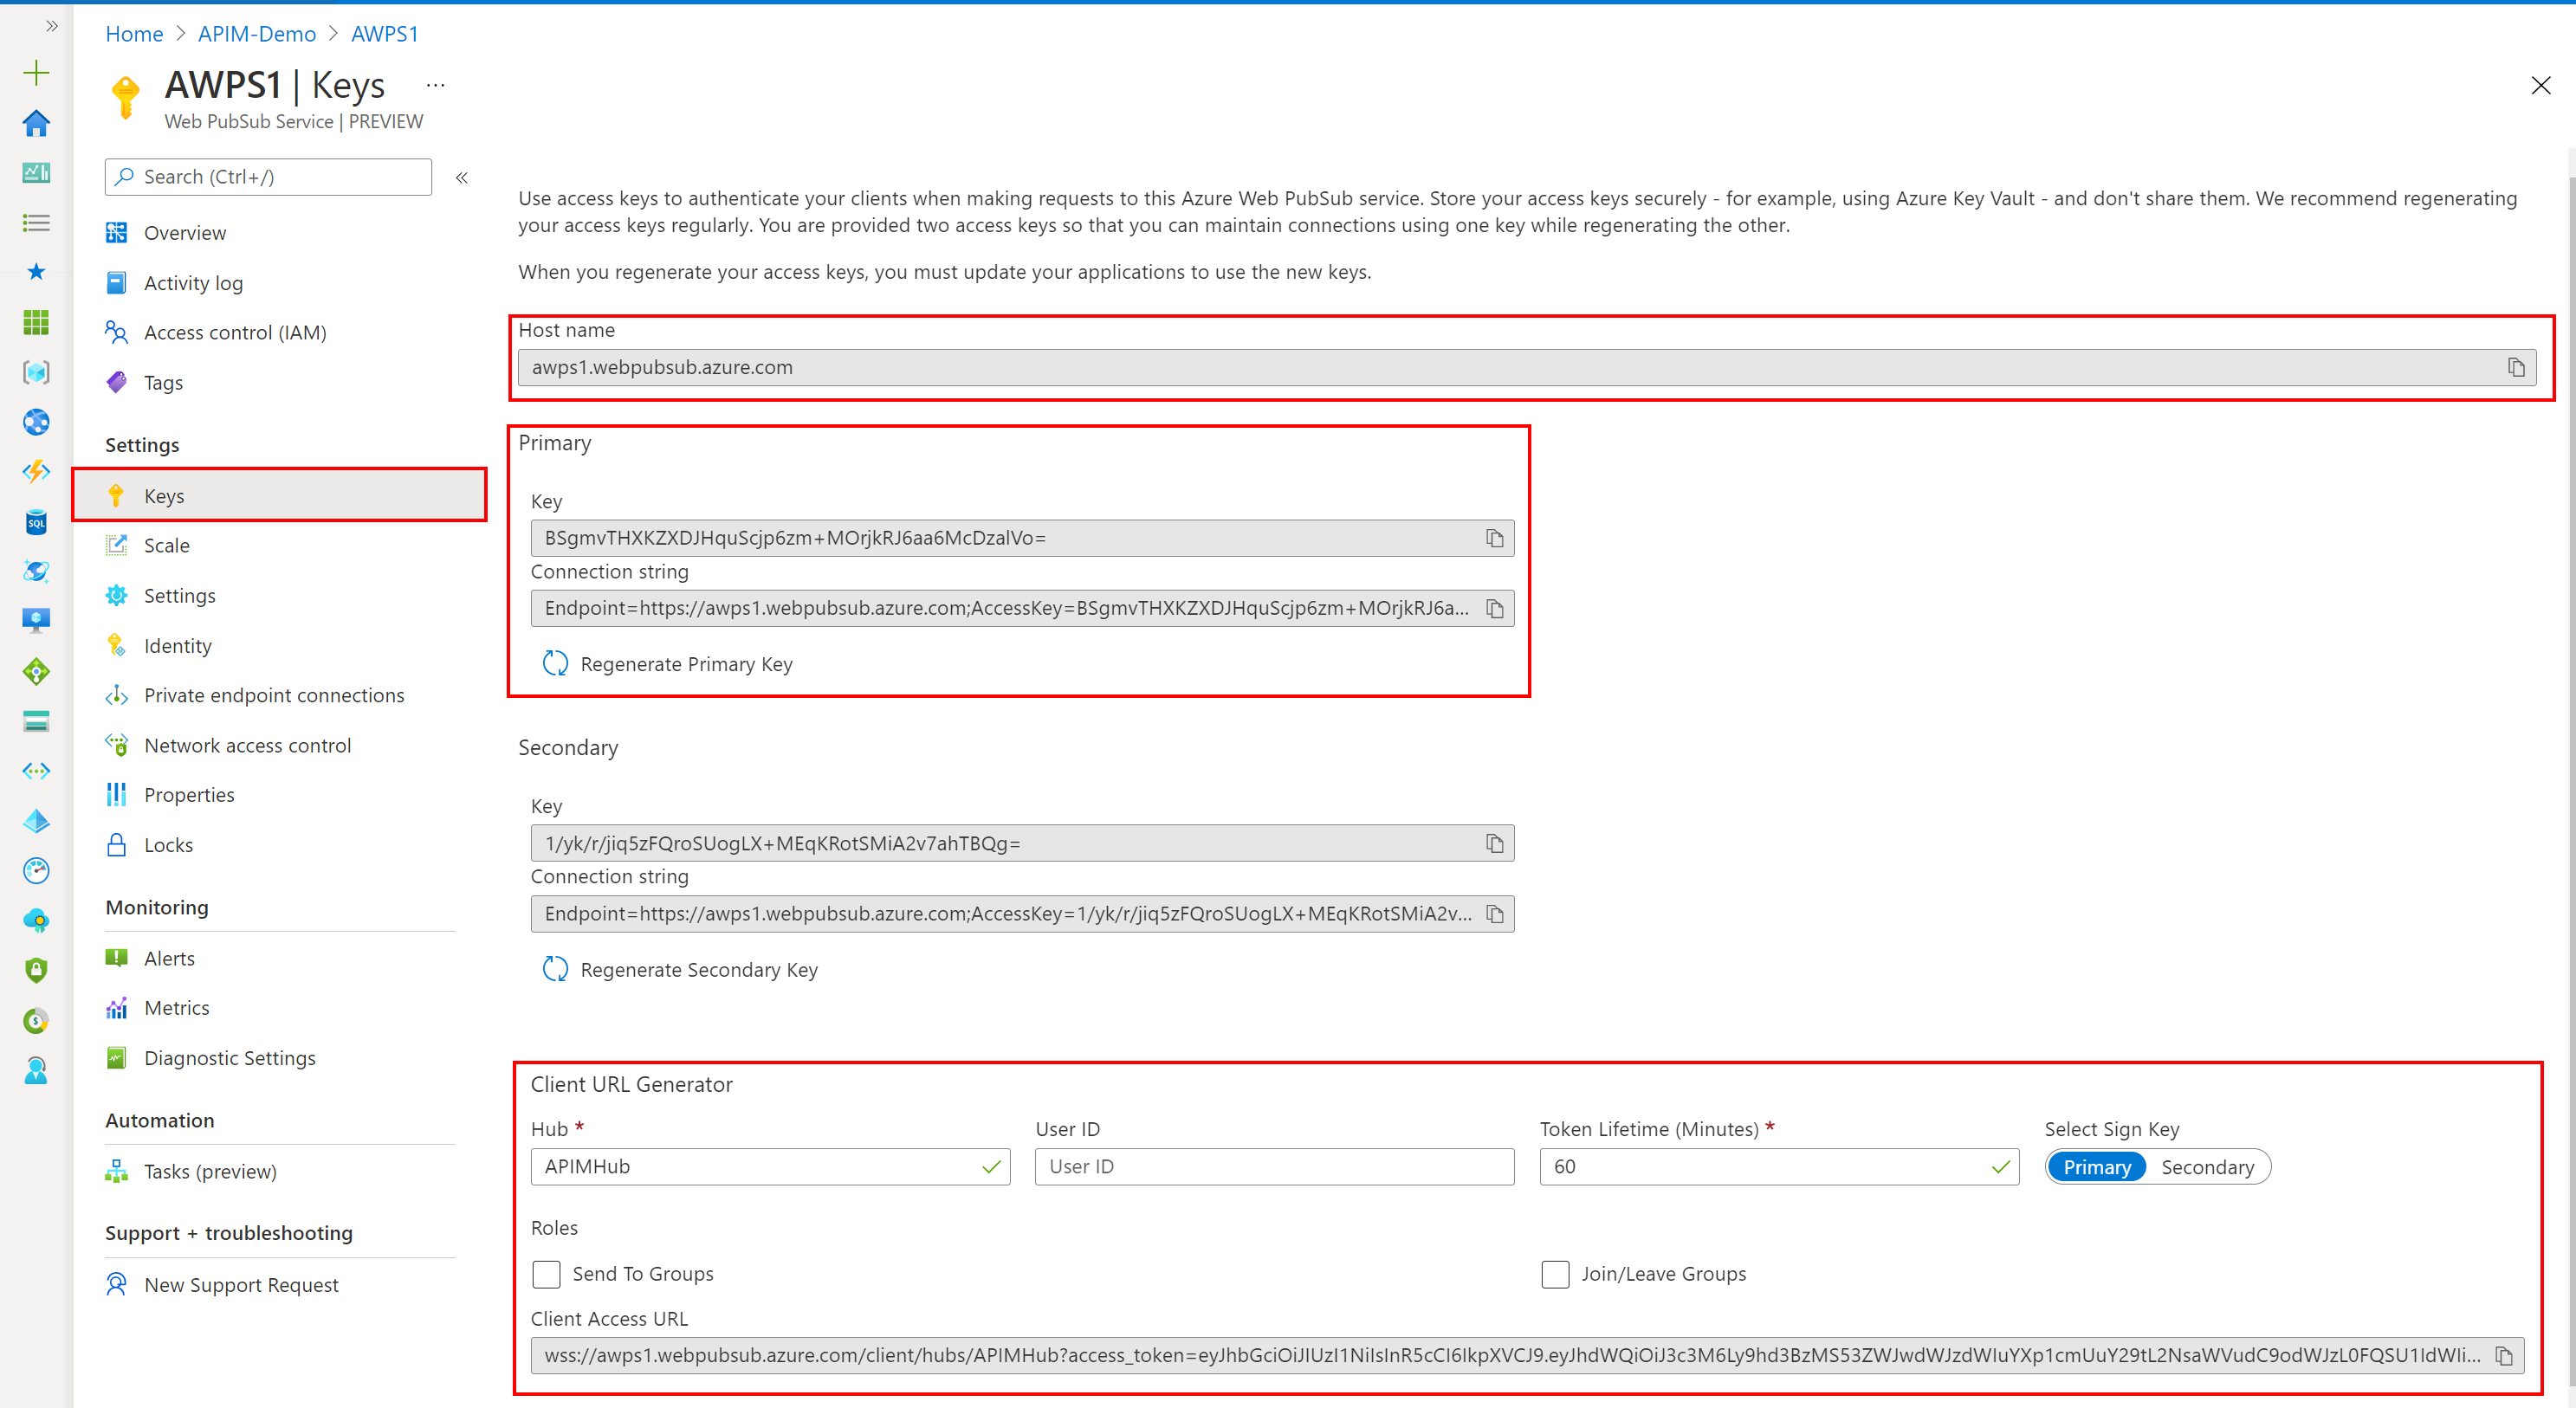 Home > APIM-Demo > AWPS1
AWPS1 | Keys ...
Web PubSub Service | PREVIEW
Search (Ctrl+/)
Overview
Activity log
Access control (IAM)
Tags
Settings
Keys
Scale
Settings
Identity
Private endpoint connections
Network access control
Properties
Locks
Monitoring
Alerts
Metrics
Diagnostic Settings
Automation
Tasks (preview)
Support + troubleshooting
New Support Request
SQL
Use access keys to authenticate your clients when making requests to this Azure Web PubSub service. Store your access keys securely - for example, using Azure Key Vault - and don't share them. We recommend regenerating
your access keys regularly. You are provided two access keys so that you can maintain connections using one key while regenerating the other.
When you regenerate your access keys, you must update your applications to use the new keys.
Host name
awps1.webpubsub.azure.com
Primary
Key
BSgmvTHXKZXDJHquScjp6zm+MOrjkRJ6aa6McDzalVo=
Connection string
Endpoint=https://awps1.webpubsub.azure.com;AccessKey=BSgmvTHXKZXDJHquScjp6zm+MOrjkRJ6a...
Regenerate Primary Key
Secondary
Key
1/yk/r/jiq5zFQroSUogLX+MEqKRotSMiA2v7ahTBQg=
Connection string
Endpoint=https://awps1.webpubsub.azure.com;AccessKey=1/yk/r/jiq5zFQroSUogLX+MEqKRotSMiA2v...
Regenerate Secondary Key
Client URL Generator
Hub * User ID Token Lifetime (Minutes) * Select Sign Key
APIMHub User ID 60 Primary Secondary
Roles
Send To Groups Join/Leave Groups
Client Access URL
wss://awps1.webpubsub.azure.com/client/hubs/APIMHub?access_token=eyJhbGciOiJIUzI1NiIsInR5cCI6IkpXVCJ9.eyJhdWQiOiJ3c3M6Ly9hd3BzMS53ZWJwdWJzdWIuYXp1cmUuY29tL2NsaWVudC9odWJzL0FQSU1IdWIi...